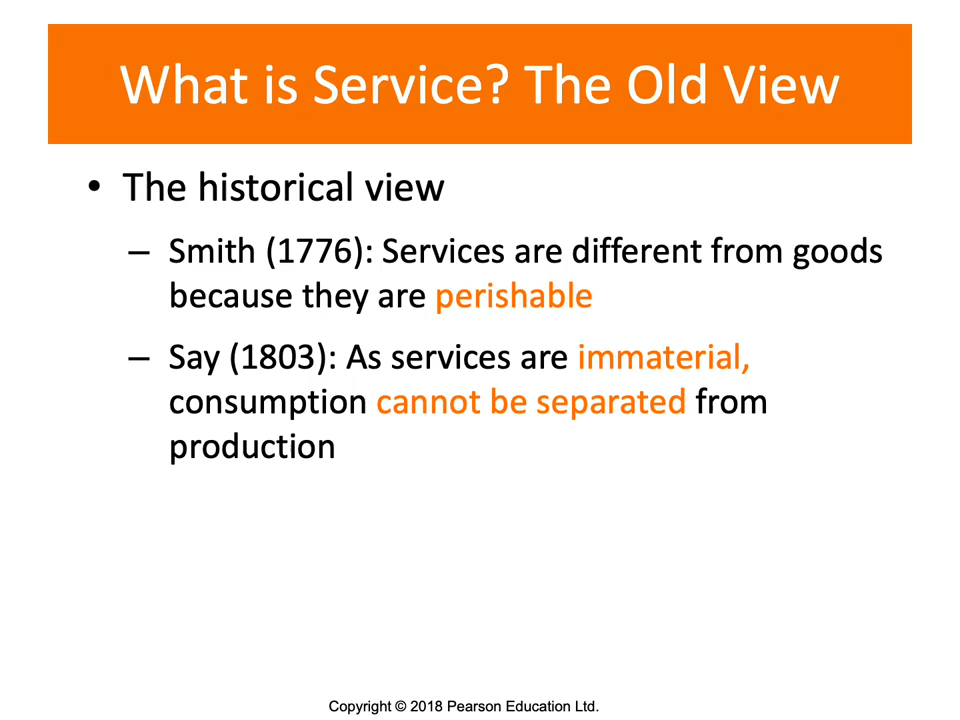 What is Service? The Old View
• The historical view
– Smith (1776): Services are different from goods
because they are perishable
– Say (1803): As services are immaterial,
consumption cannot be separated from
production
Copyright © 2018 Pearson Education Ltd.